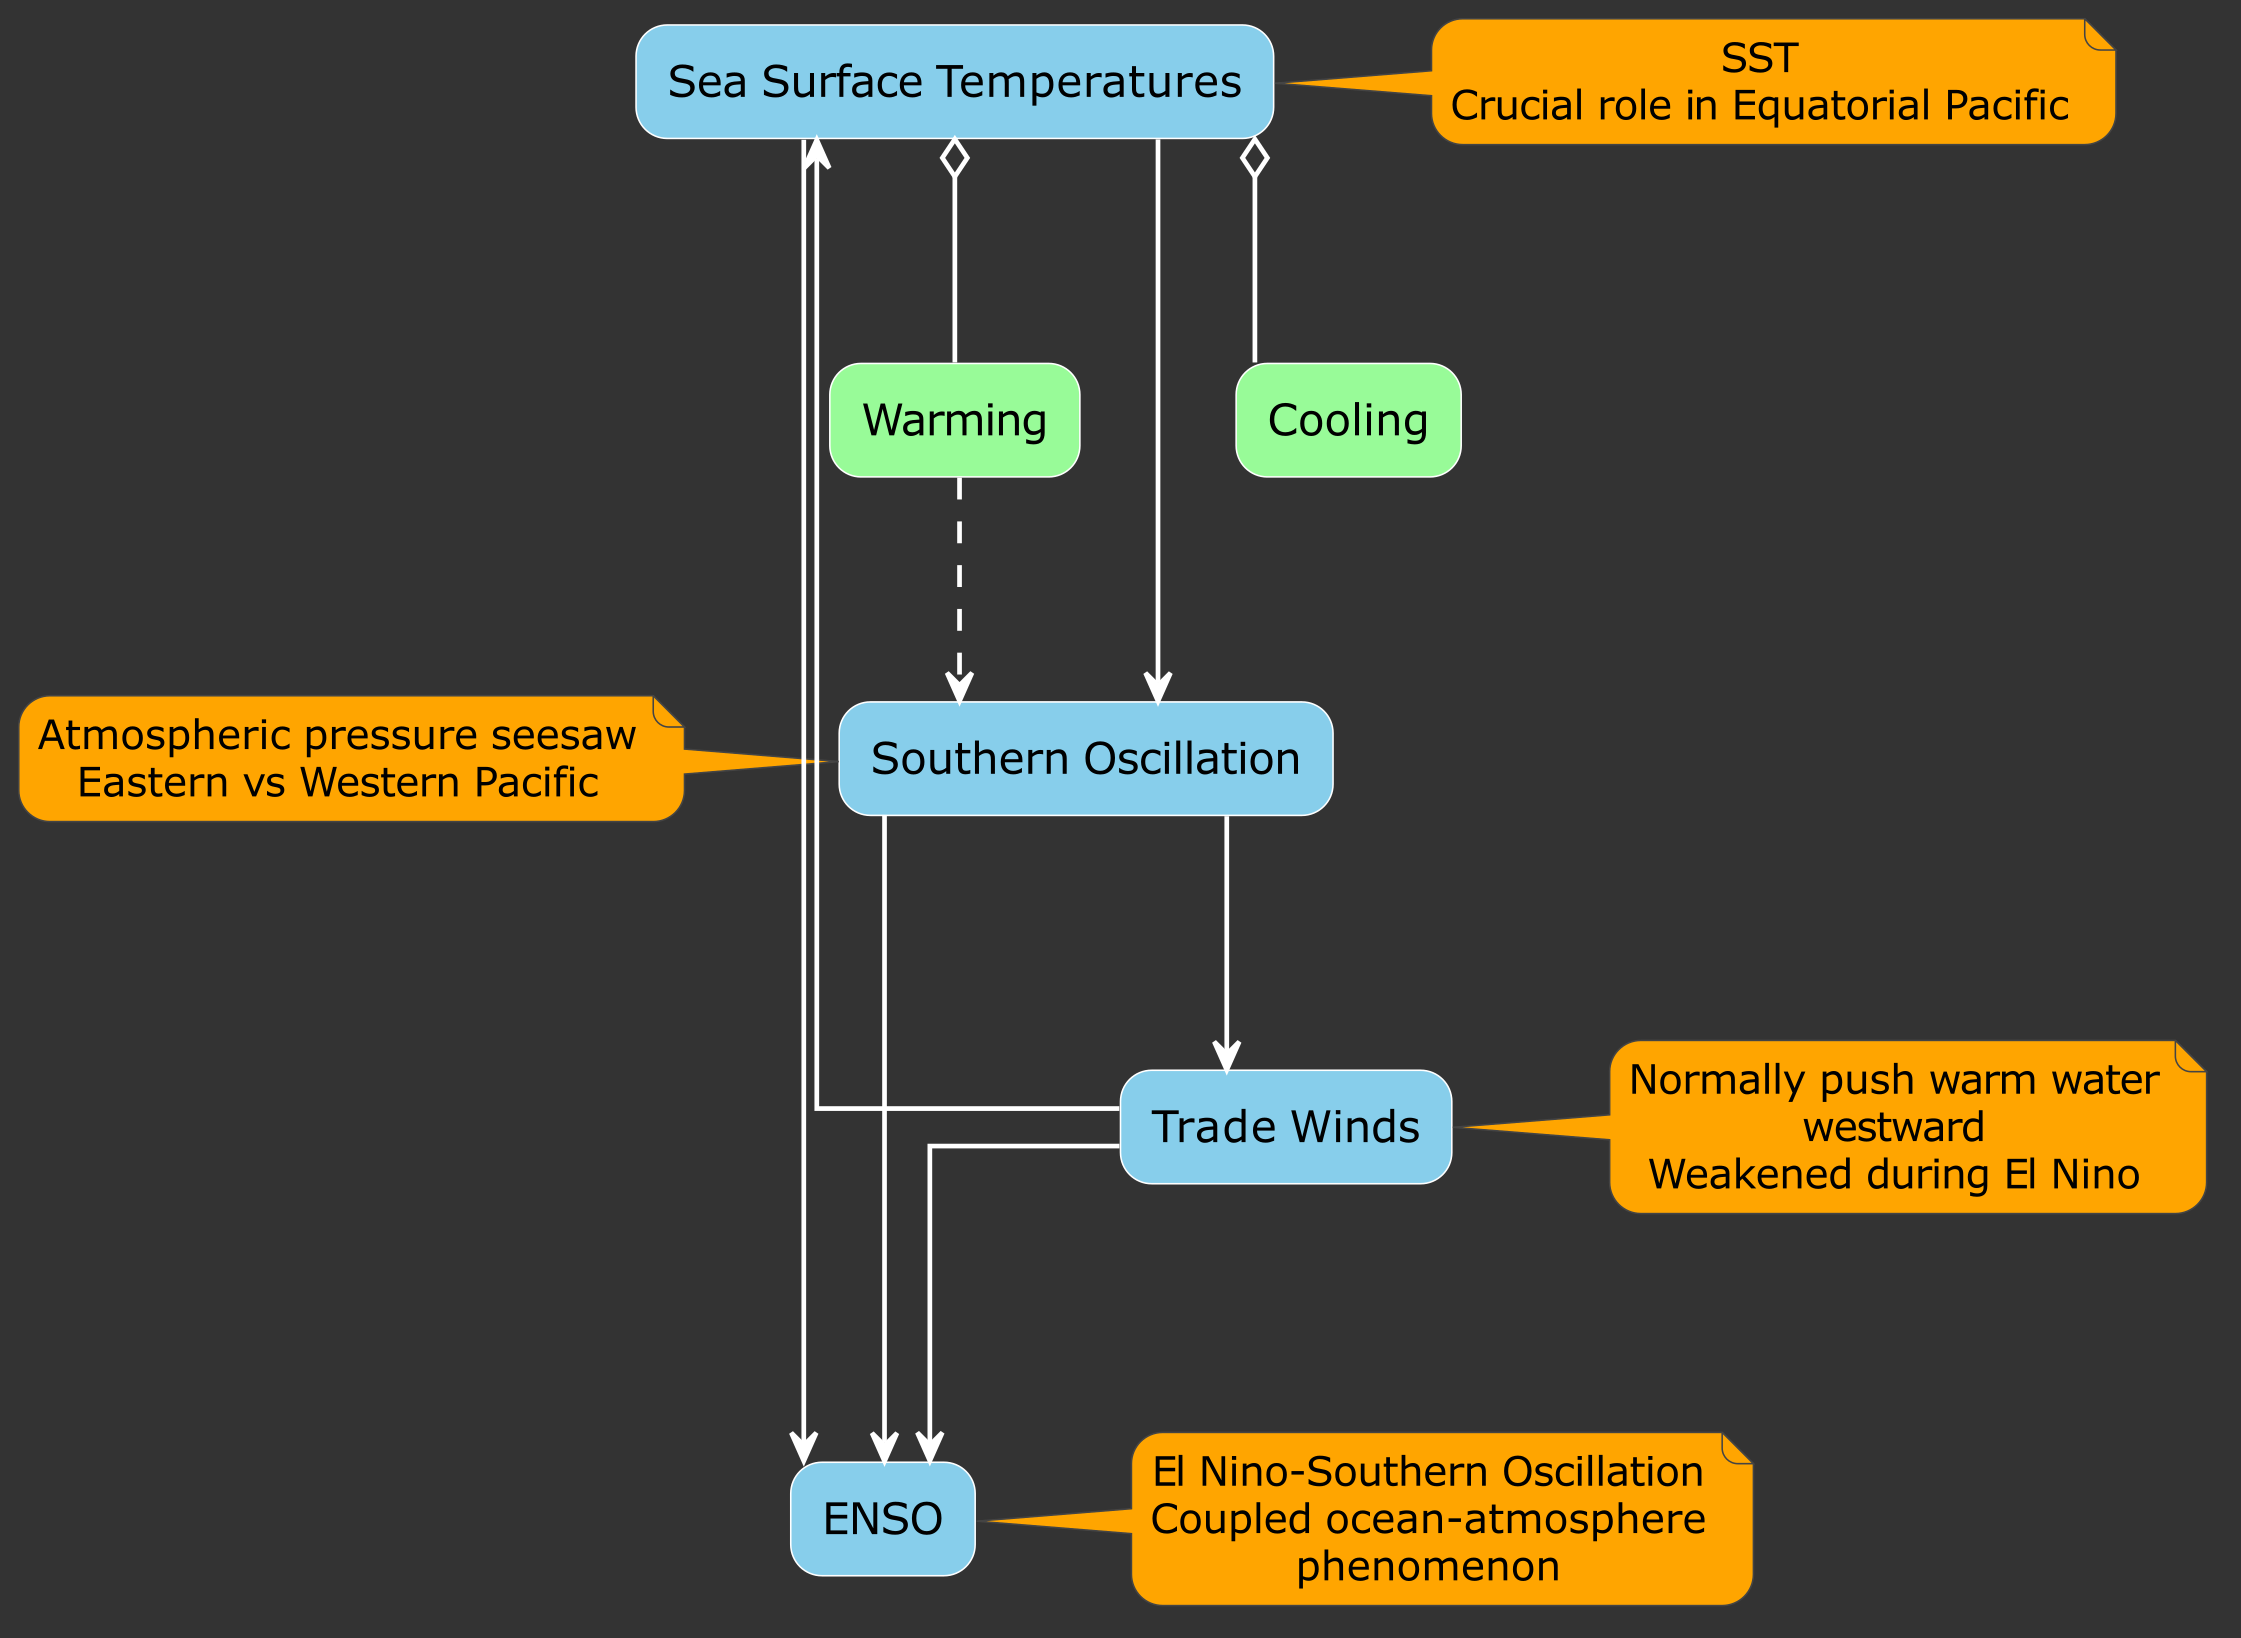 Sea Surface Temperatures
SST
Crucial role in Equatorial Pacific
Warming
Cooling
Atmospheric pressure seesaw
Eastern vs Western Pacific
Southern Oscillation
Trade Winds
Normally push warm water
westward
Weakened during El Nino
ENSO
El Nino-Southern Oscillation
Coupled ocean-atmosphere
phenomenon